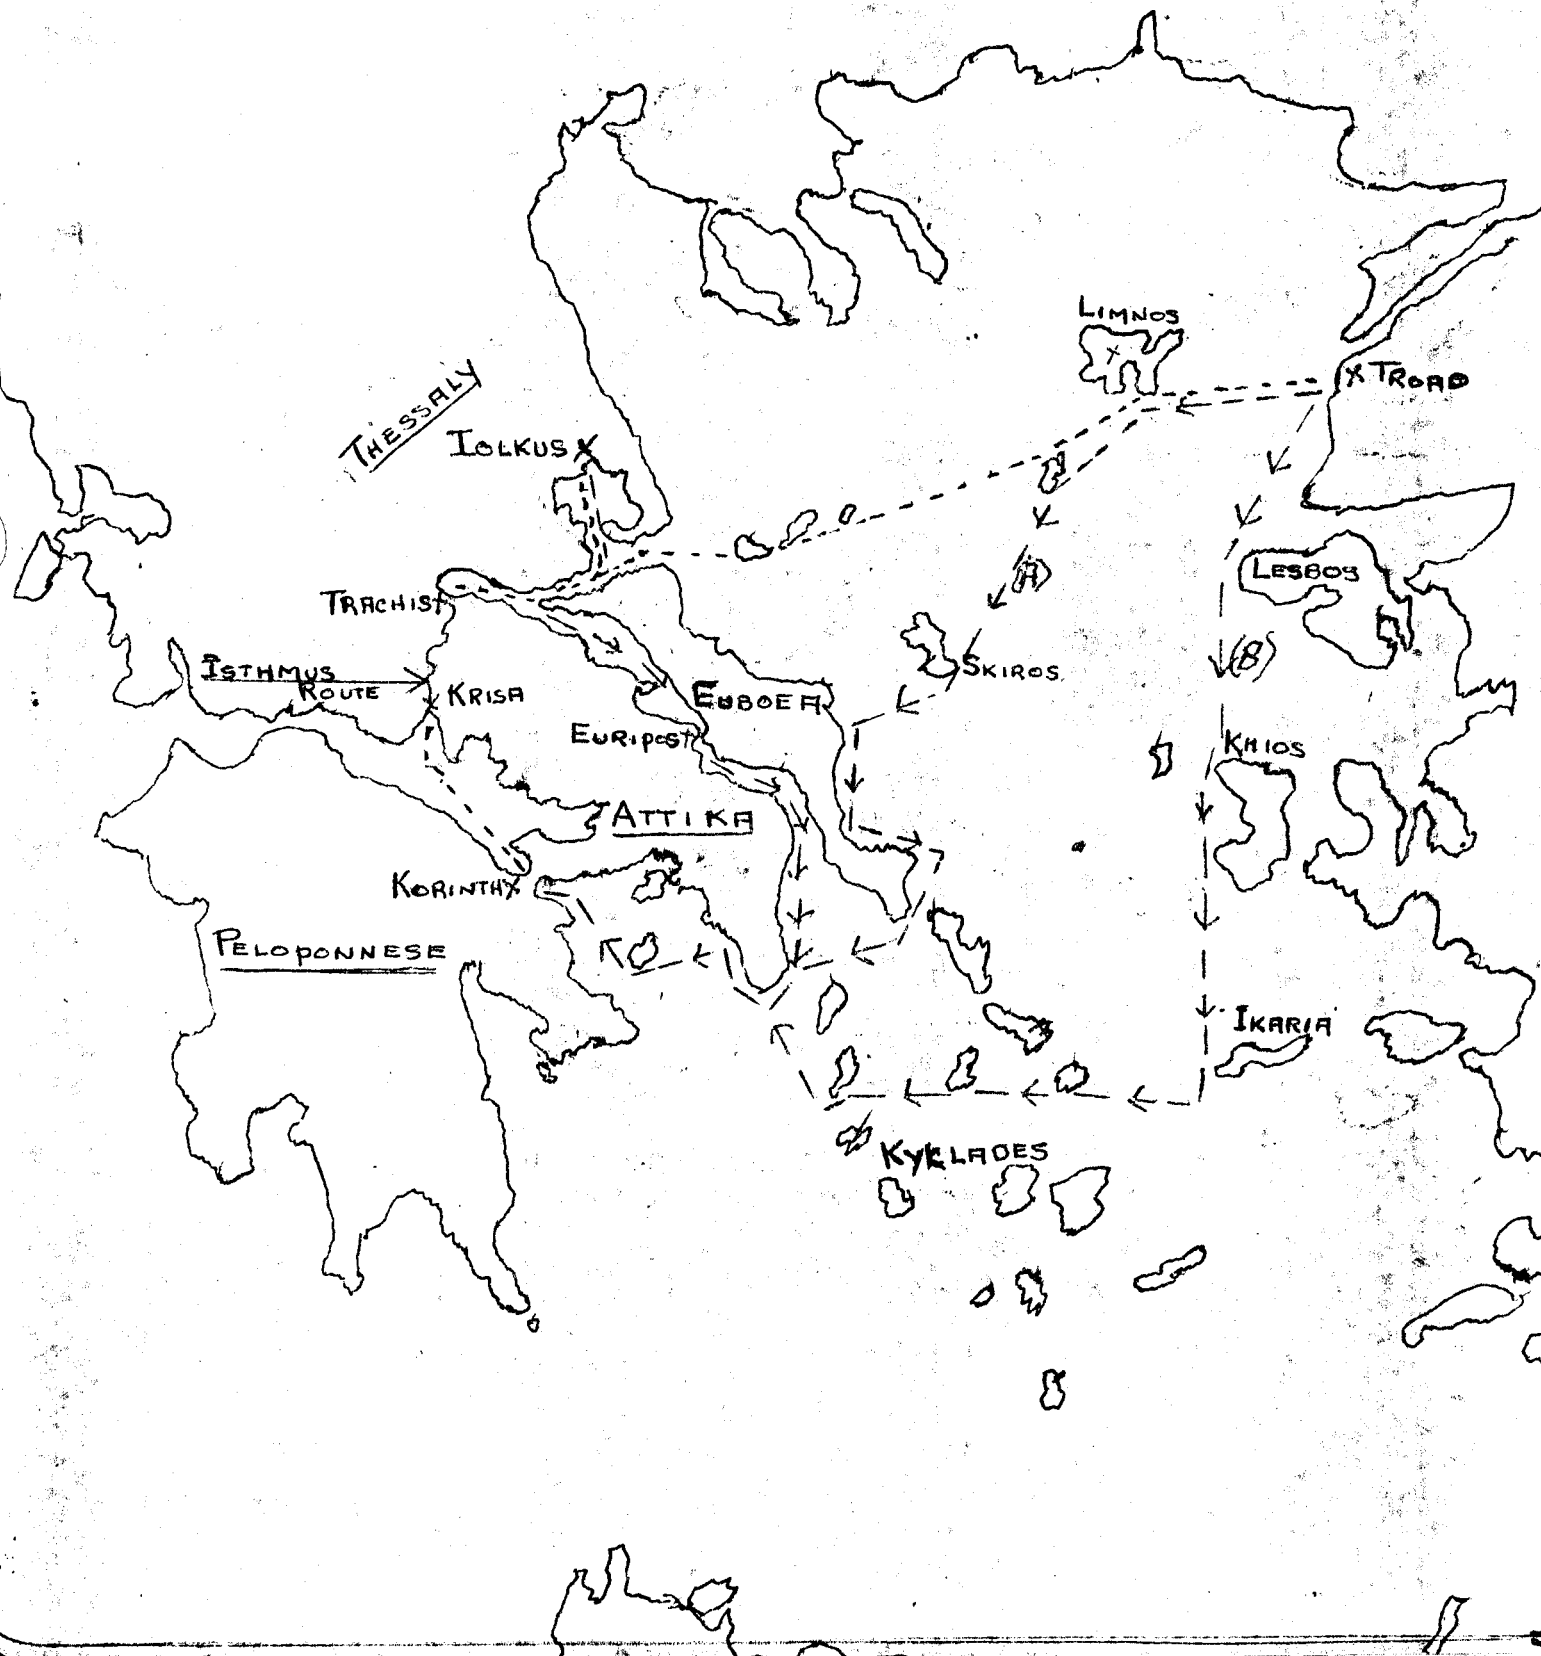 LIMNOS
X TROAD
THESSALY
IOLKUS X
LESBOS
(A)
TRACHIS
(B)
SKIROS
ISTHMUS
ROUTE
KRISA
EUBOEA
EURIPOS
KHIOS
ATTIKA
KORINTH X
PELOPONNESE
IKARIA
KYKLADES